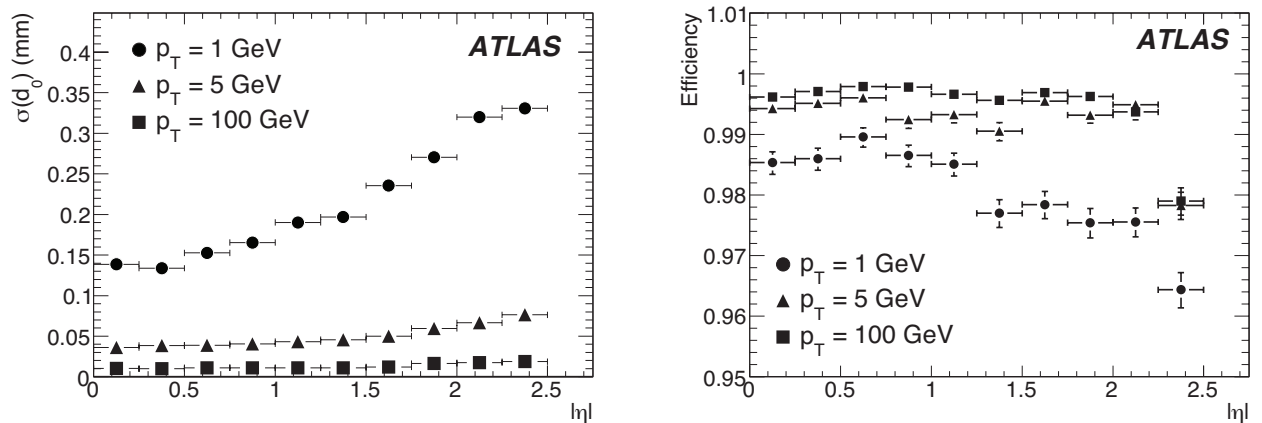 σ(d0) (mm)
0.4
0.35
0.3
0.25
0.2
0.15
0.1
0.05
0
pT = 1 GeV
pT = 5 GeV
pT = 100 GeV
ATLAS
0 0.5 1 1.5 2 2.5
|η|
Efficiency
1.01
1
0.99
0.98
0.97
0.96
0.95
ATLAS
pT = 1 GeV
pT = 5 GeV
pT = 100 GeV
0 0.5 1 1.5 2 2.5
|η|